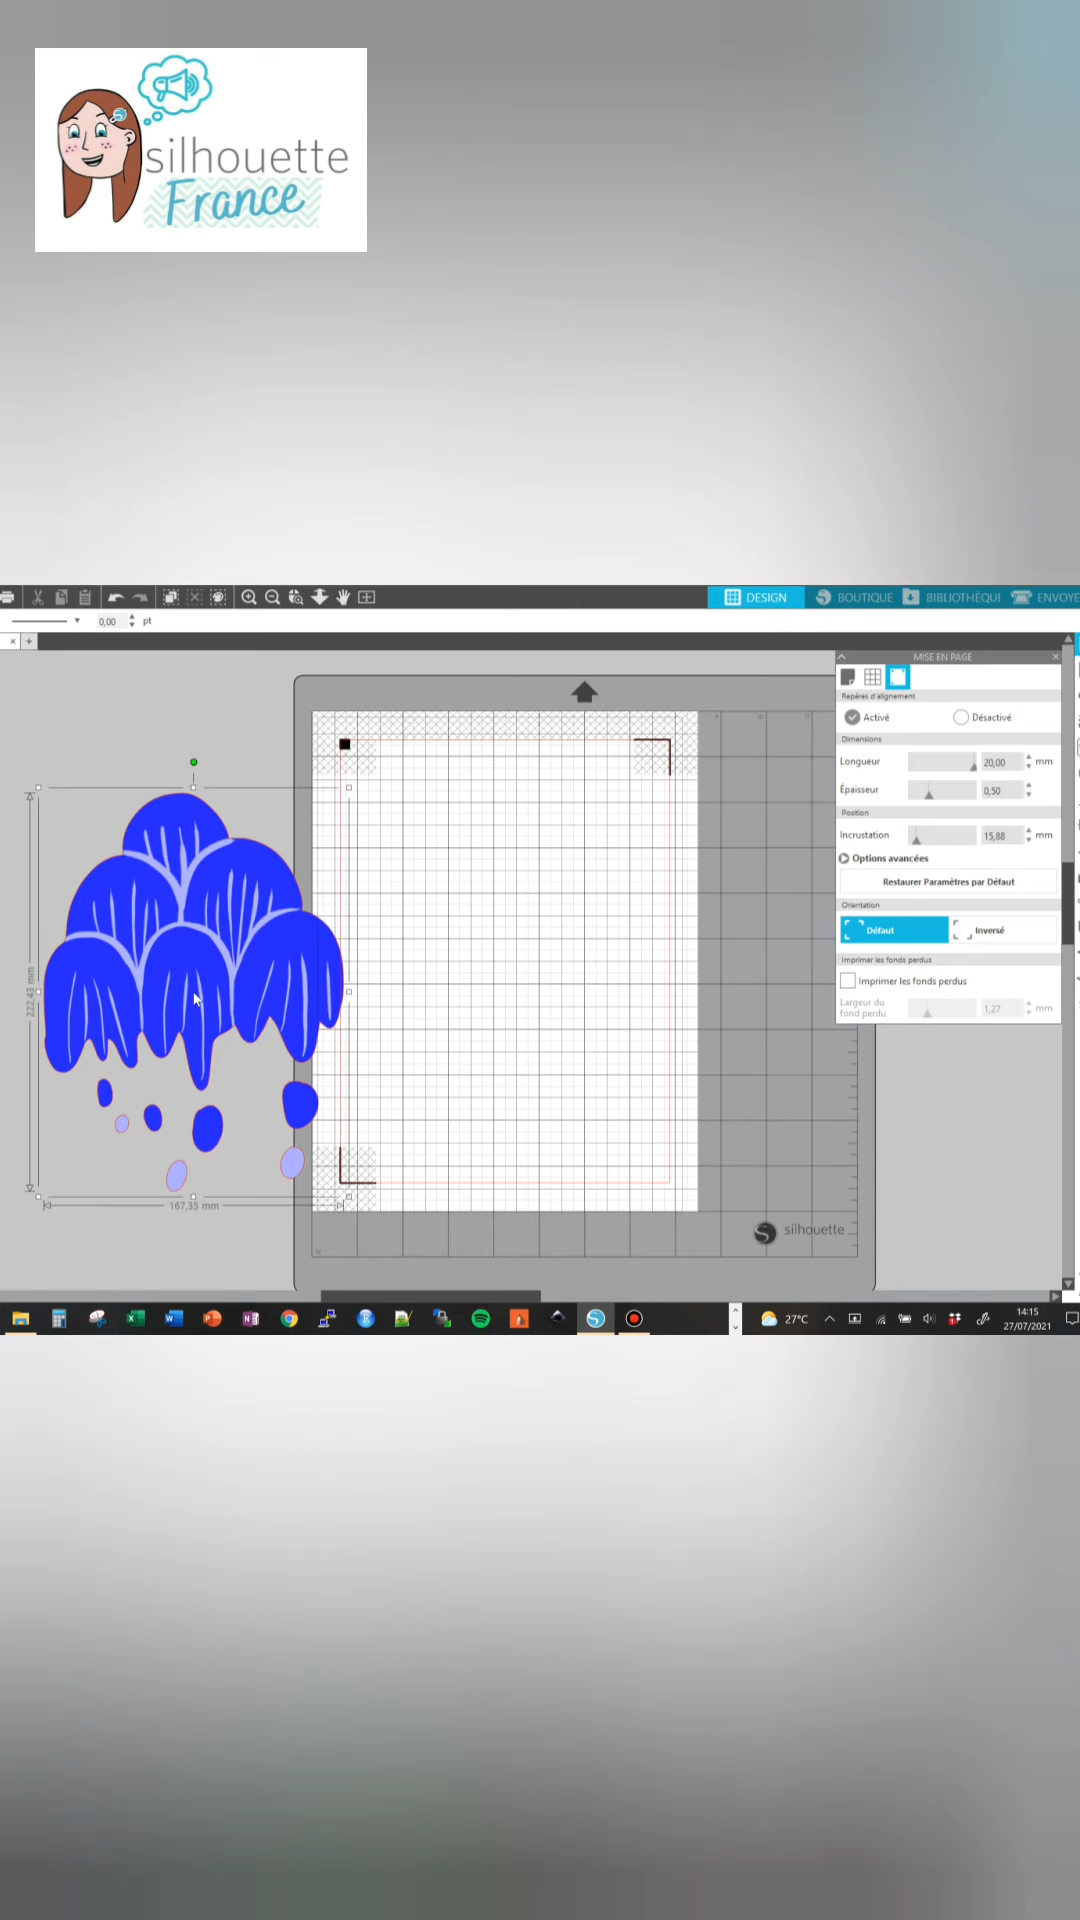 silhouette
France
DESIGN
BOUTIQUE
BIBLIOTHÉQUI
ENVOYE
0,00
pt
MISE EN PAGE
Repères d'alignement
Activé
Désactivé
Dimensions
Longueur
20,00
mm
Épaisseur
0,50
Position
Incrustation
15,88
mm
Options avancées
Restaurer Paramètres par Défaut
Orientation
Défaut
Inversé
Imprimer les fonds perdus
Imprimer les fonds perdus
Largeur du
fond perdu
1,27
mm
222,43 mm
167,35 mm
silhouette
27°C
14:15
27/07/2021